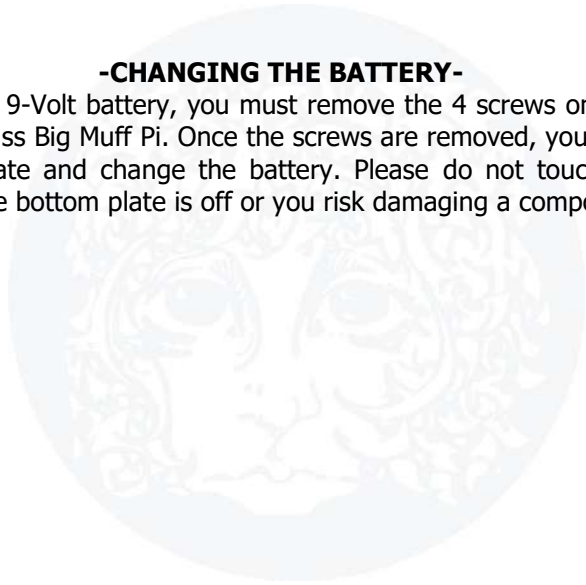 -CHANGING THE BATTERY-
9-Volt battery, you must remove the 4 screws on
ss Big Muff Pi. Once the screws are removed, you
ate and change the battery. Please do not touc
e bottom plate is off or you risk damaging a compo